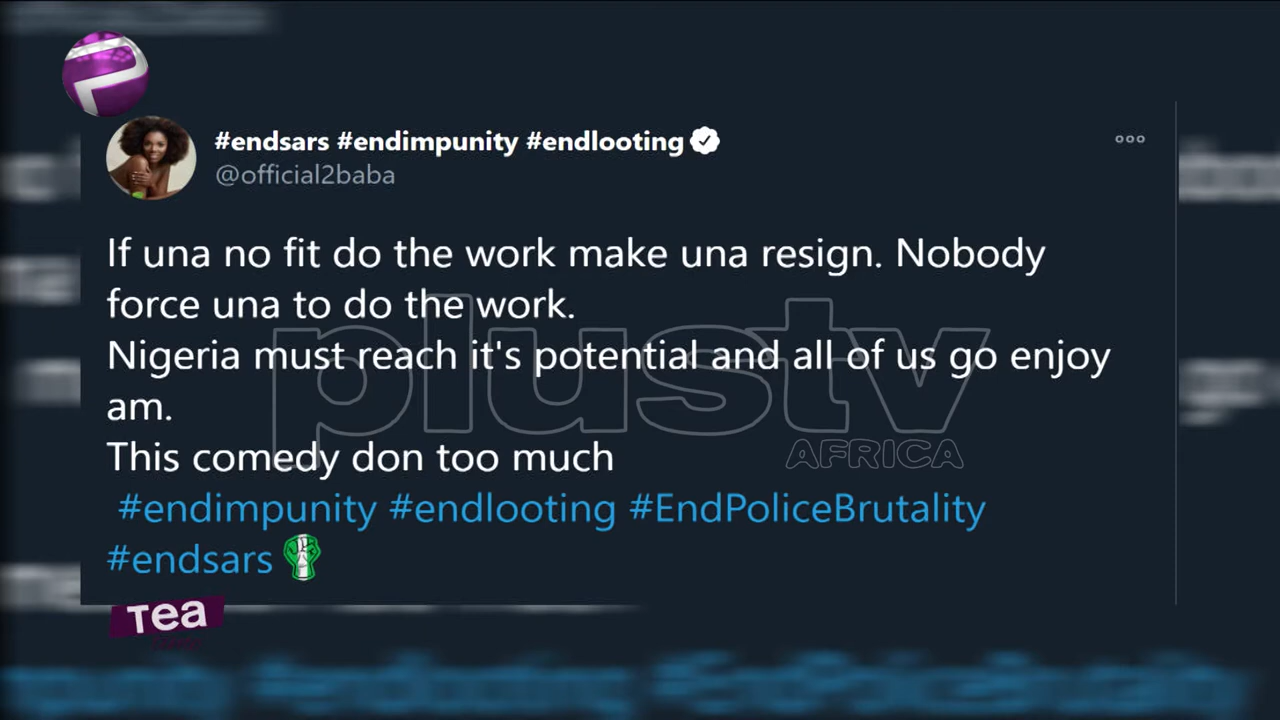 #endsars #endimpunity #endlooting
@official2baba
If una no fit do the work make una resign. Nobody
force una to do the work.
Nigeria must reach it's potential and all of us go enjoy
am.
This comedy don too much
#endimpunity #endlooting #EndPoliceBrutality
#endsars
plustv
AFRICA
Tea